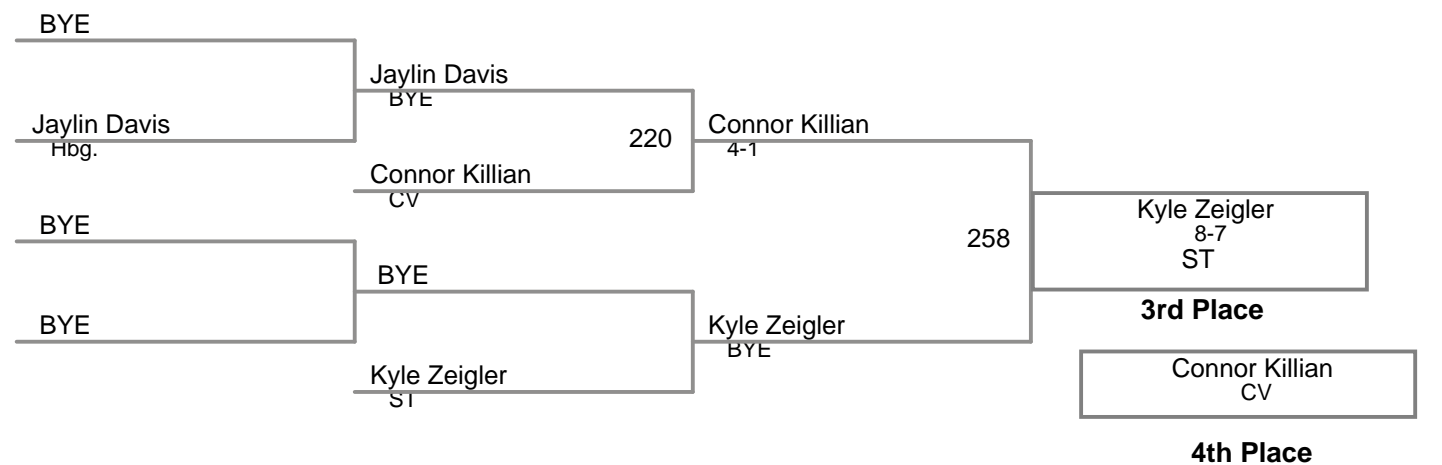 BYE
Jaylin Davis
BYE
Jaylin Davis
Hbg.
220
Connor Killian
4-1
Connor Killian
CV
BYE
258
Kyle Zeigler
8-7
ST
BYE
3rd Place
BYE
Kyle Zeigler
BYE
Kyle Zeigler
ST
Connor Killian
CV
4th Place